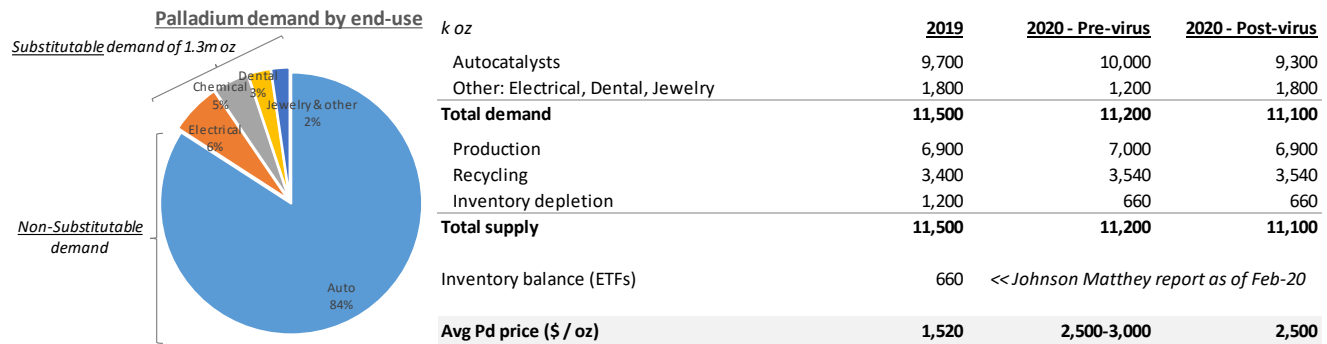 Palladium demand by end-use
Substitutable demand of 1.3m oz
Dental
3%
Chemical
5%
Jewelry & other
2%
Electrical
6%
Non-Substitutable
demand
Auto
84%
k oz 2019 2020 - Pre-virus 2020 - Post-virus
Autocatalysts 9,700 10,000 9,300
Other: Electrical, Dental, Jewelry 1,800 1,200 1,800
Total demand 11,500 11,200 11,100
Production 6,900 7,000 6,900
Recycling 3,400 3,540 3,540
Inventory depletion 1,200 660 660
Total supply 11,500 11,200 11,100
Inventory balance (ETFs) 660 << Johnson Matthey report as of Feb-20
Avg Pd price ($ / oz) 1,520 2,500-3,000 2,500